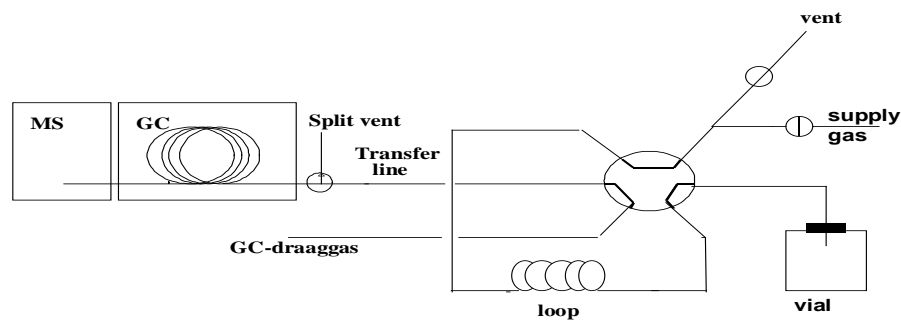 vent
supply
gas
MS
GC
Split vent
Transfer
line
GC-draaggas
loop
vial